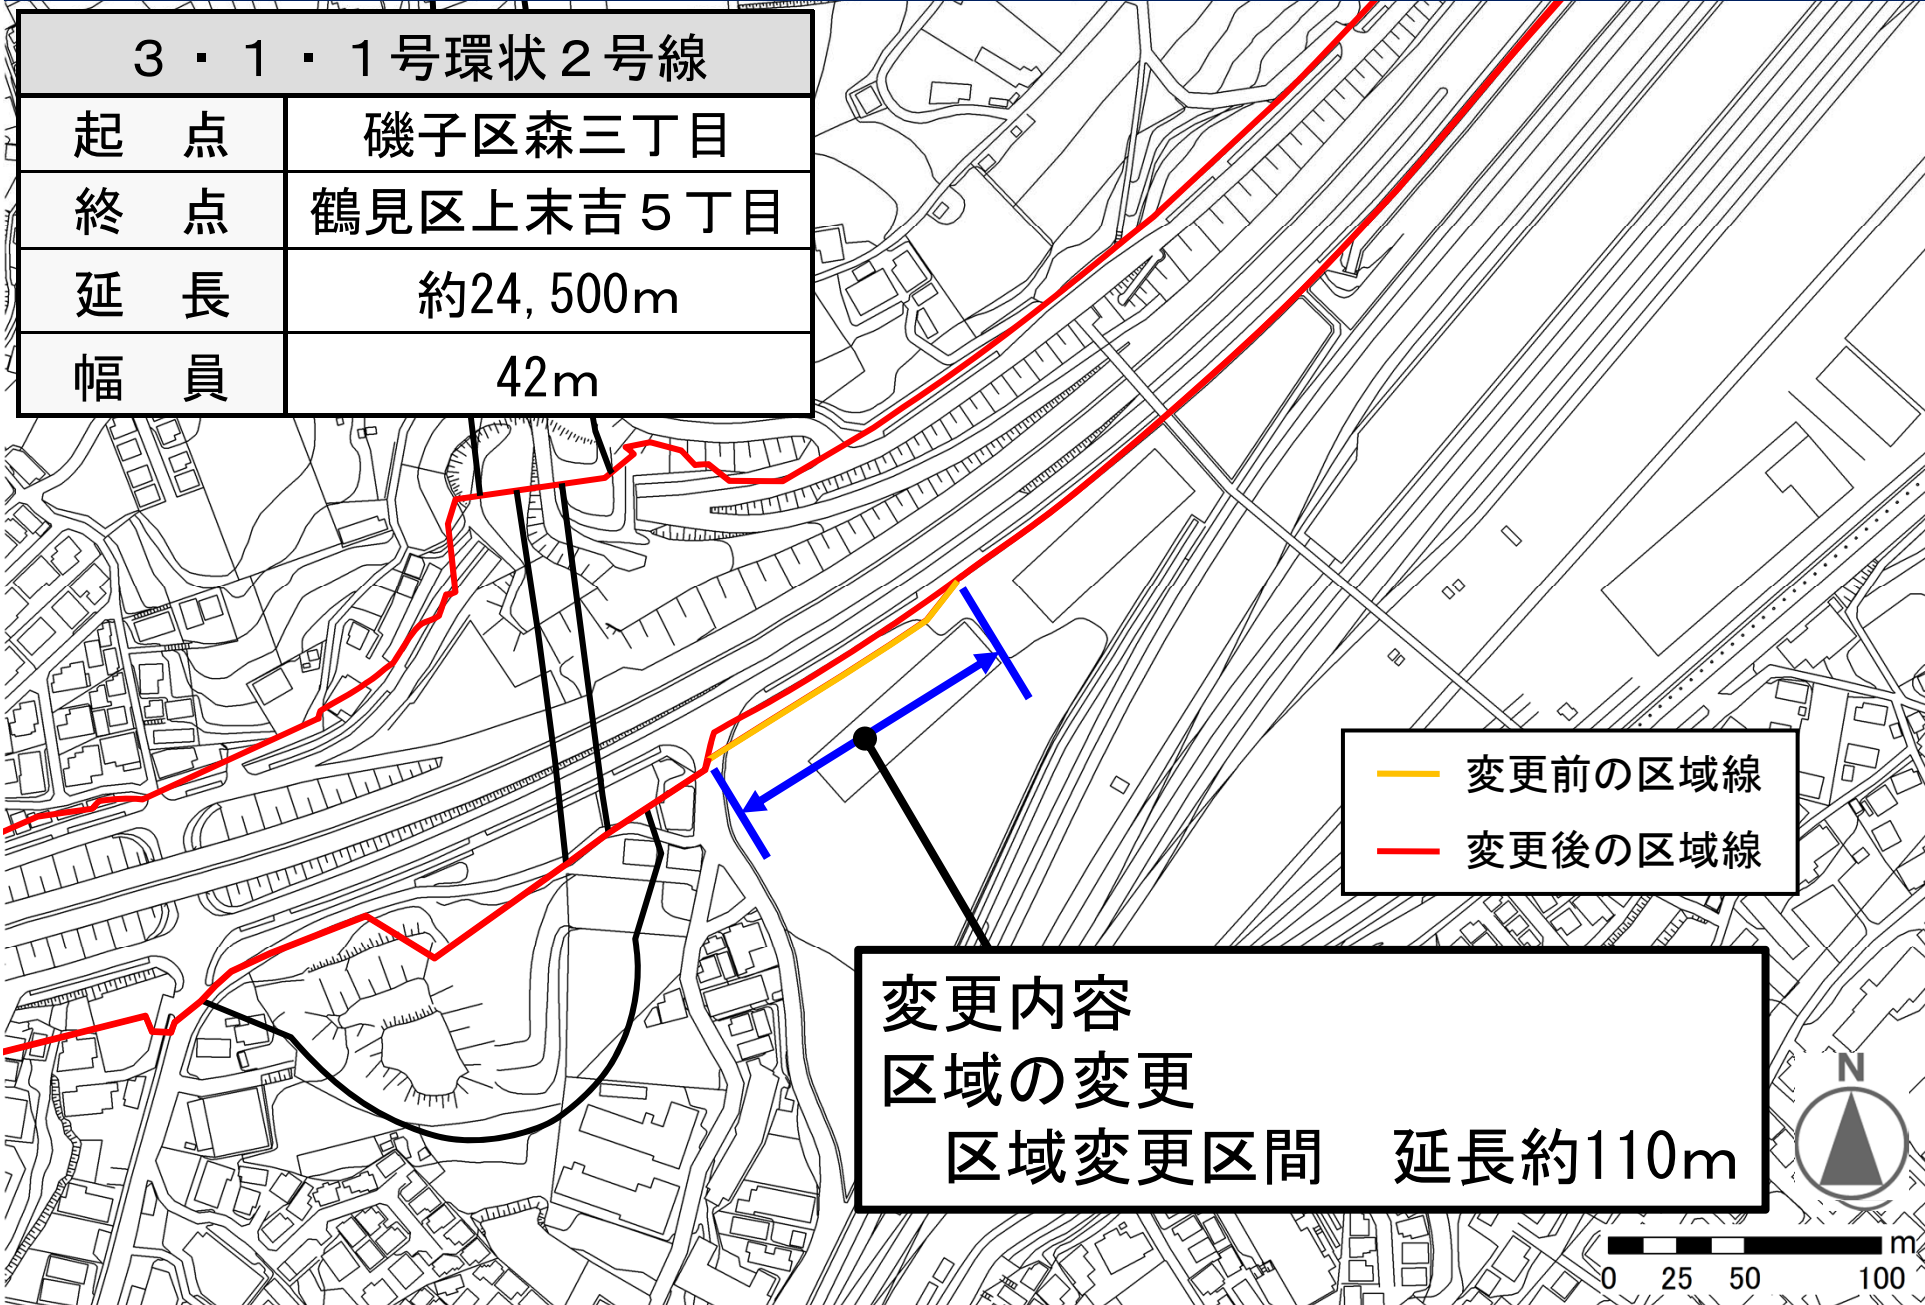 3・1・1号環状2号線
起 点 磯子区森三丁目
終 点 鶴見区上末吉5丁目
延 長 約24,500m
幅 員 42m
変更前の区域線
変更後の区域線
変更内容
区域の変更
区域変更区間 延長約110m
N
m
0 25 50 100